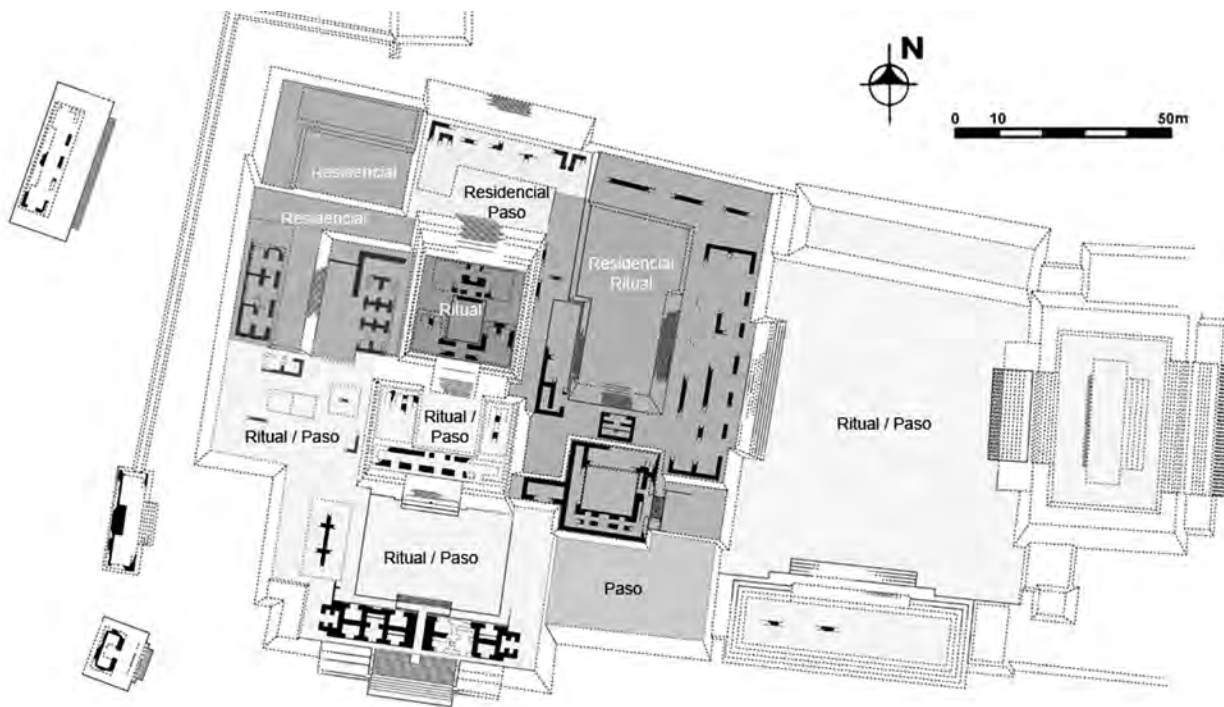 N
0 10 50m
Residencial
Residencial
Residencial
Paso
Residencial
Ritual
Ritual
Ritual /
Paso
Ritual / Paso
Ritual / Paso
Ritual / Paso
Paso